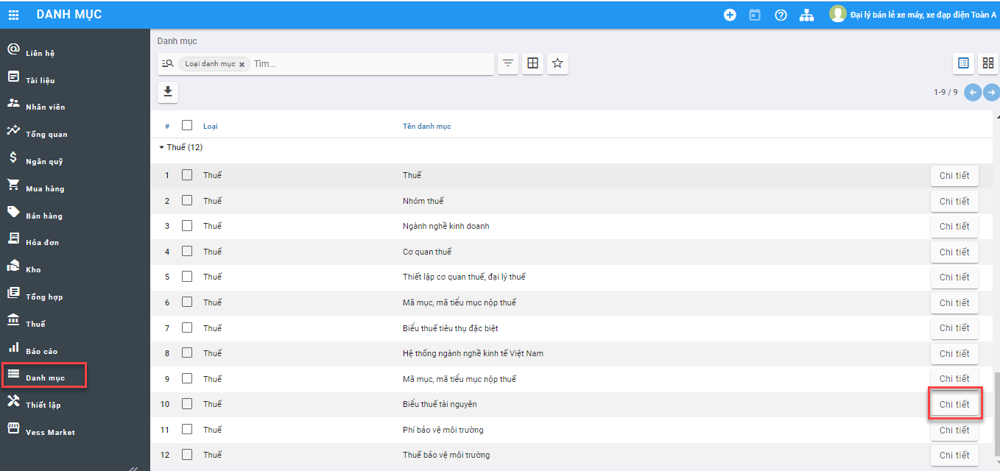 DANH MỤC
Đại lý bán lẻ xe máy, xe đạp điện Toàn A
Liên hệ
Tài liệu
Nhân viên
Tổng quan
Ngân quỹ
Mua hàng
Bán hàng
Hóa đơn
Kho
Tổng hợp
Thuế
Báo cáo
Danh mục
Thiết lập
Vess Market
Danh mục
Loại danh mục × Tìm...
1-9 / 9
# Loại Tên danh mục
Thuế (12)
1 Thuế Thuế Chi tiết
2 Thuế Nhóm thuế Chi tiết
3 Thuế Ngành nghề kinh doanh Chi tiết
4 Thuế Cơ quan thuế Chi tiết
5 Thuế Thiết lập cơ quan thuế, đại lý thuế Chi tiết
6 Thuế Mã mục, mã tiểu mục nộp thuế Chi tiết
7 Thuế Biểu thuế tiêu thụ đặc biệt Chi tiết
8 Thuế Hệ thống ngành nghề kinh tế Việt Nam Chi tiết
9 Thuế Mã mục, mã tiểu mục nộp thuế Chi tiết
10 Thuế Biểu thuế tài nguyên Chi tiết
11 Thuế Phí bảo vệ môi trường Chi tiết
12 Thuế Thuế bảo vệ môi trường Chi tiết